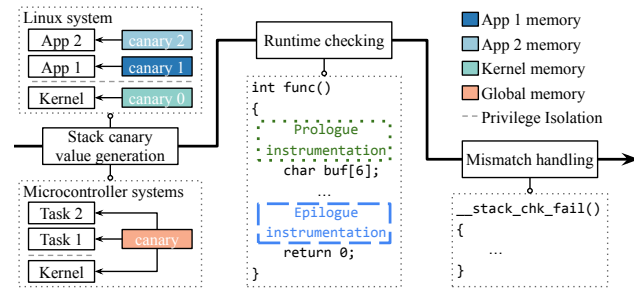 Linux system
App 2
canary 2
App 1
canary 1
Kernel
canary 0
Stack canary
value generation
Microcontroller systems
Task 2
Task 1
canary
Kernel
Runtime checking
int func()
{
Prologue
instrumentation
char buf[6];
...
Epilogue
instrumentation
return 0;
}
App 1 memory
App 2 memory
Kernel memory
Global memory
Privilege Isolation
Mismatch handling
__stack_chk_fail()
{
...
}